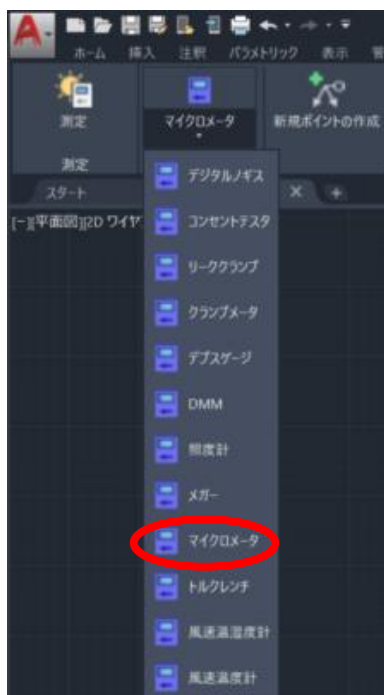 A
ホーム 挿入 注釈 パラメトリック 表示
測定
マイクロメータ
新規ポイントの作成
測定
スタート
デジタルノギス
[-][平面図][2D ワイヤ
コンセントテスタ
リーククランプ
クランプメータ
デプスゲージ
DMM
照度計
メガー
マイクロメータ
トルクレンチ
風速温湿度計
風速温度計